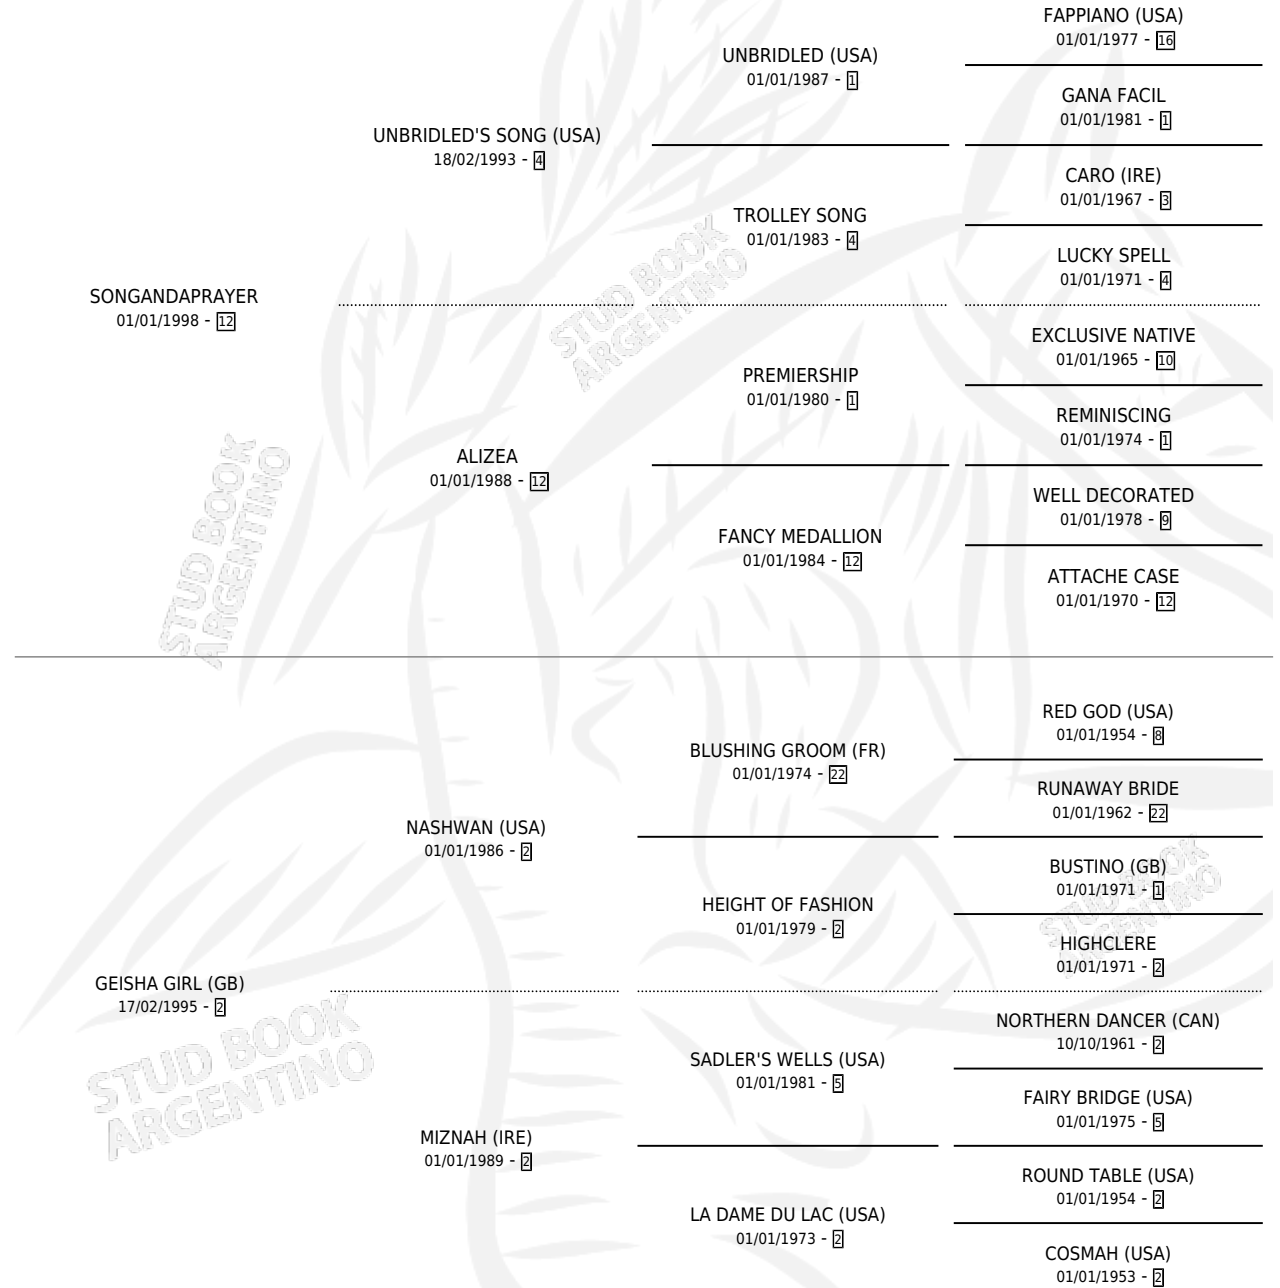 FAPPIANO (USA)
01/01/1977 - 16
UNBRIDLED (USA)
01/01/1987 - 1
GANA FACIL
01/01/1981 - 1
UNBRIDLED'S SONG (USA)
18/02/1993 - 4
CARO (IRE)
01/01/1967 - 3
TROLLEY SONG
01/01/1983 - 4
LUCKY SPELL
01/01/1971 - 4
SONGANDAPRAYER
01/01/1998 - 12
STUD BOOK
ARGENTINO
EXCLUSIVE NATIVE
01/01/1965 - 10
PREMIERSHIP
01/01/1980 - 1
REMINISCING
01/01/1974 - 1
ALIZEA
01/01/1988 - 12
WELL DECORATED
01/01/1978 - 9
FANCY MEDALLION
01/01/1984 - 12
ATTACHE CASE
01/01/1970 - 12
STUD BOOK
ARGENTINO
RED GOD (USA)
01/01/1954 - 8
BLUSHING GROOM (FR)
01/01/1974 - 22
RUNAWAY BRIDE
01/01/1962 - 22
NASHWAN (USA)
01/01/1986 - 2
BUSTINO (GB)
01/01/1971 - 1
HEIGHT OF FASHION
01/01/1979 - 2
STUD BOOK
ARGENTINO
HIGHCLERE
01/01/1971 - 2
GEISHA GIRL (GB)
17/02/1995 - 2
NORTHERN DANCER (CAN)
10/10/1961 - 2
SADLER'S WELLS (USA)
01/01/1981 - 5
STUD BOOK
ARGENTINO
FAIRY BRIDGE (USA)
01/01/1975 - 5
MIZNAH (IRE)
01/01/1989 - 2
ROUND TABLE (USA)
01/01/1954 - 2
LA DAME DU LAC (USA)
01/01/1973 - 2
COSMAH (USA)
01/01/1953 - 2